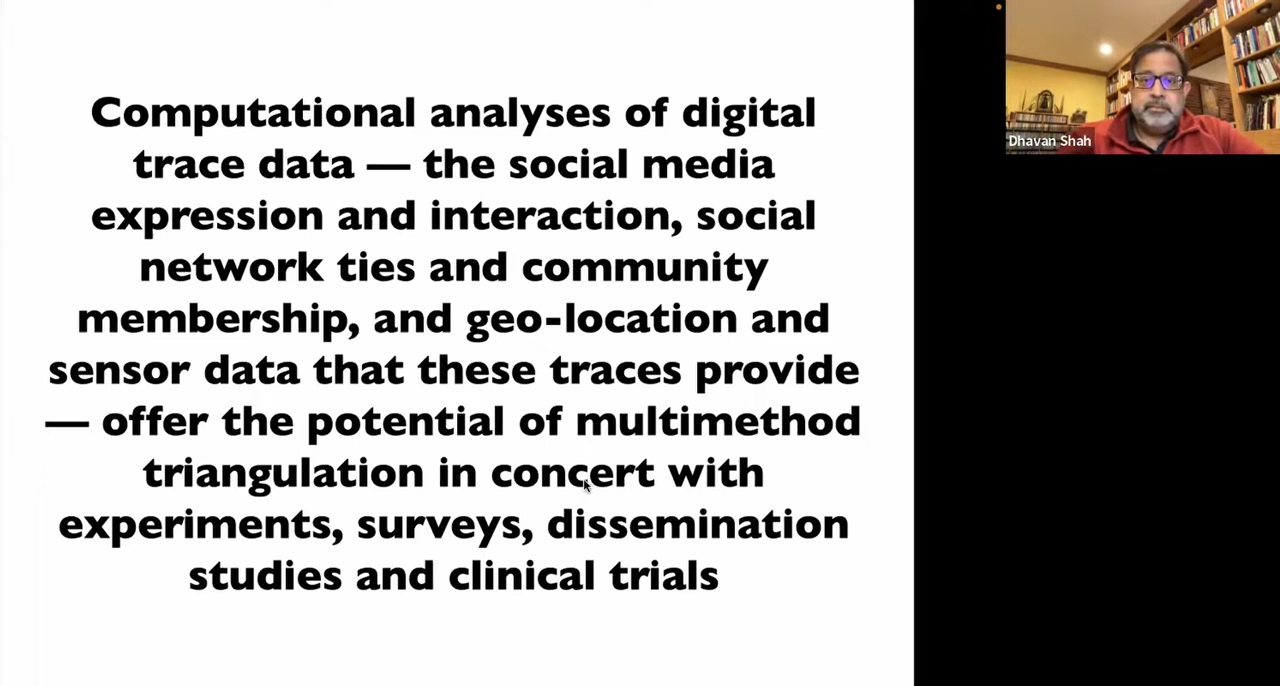 Computational analyses of digital
trace data — the social media
expression and interaction, social
network ties and community
membership, and geo-location and
sensor data that these traces provide
— offer the potential of multimethod
triangulation in concert with
experiments, surveys, dissemination
studies and clinical trials
Dhavan Shah